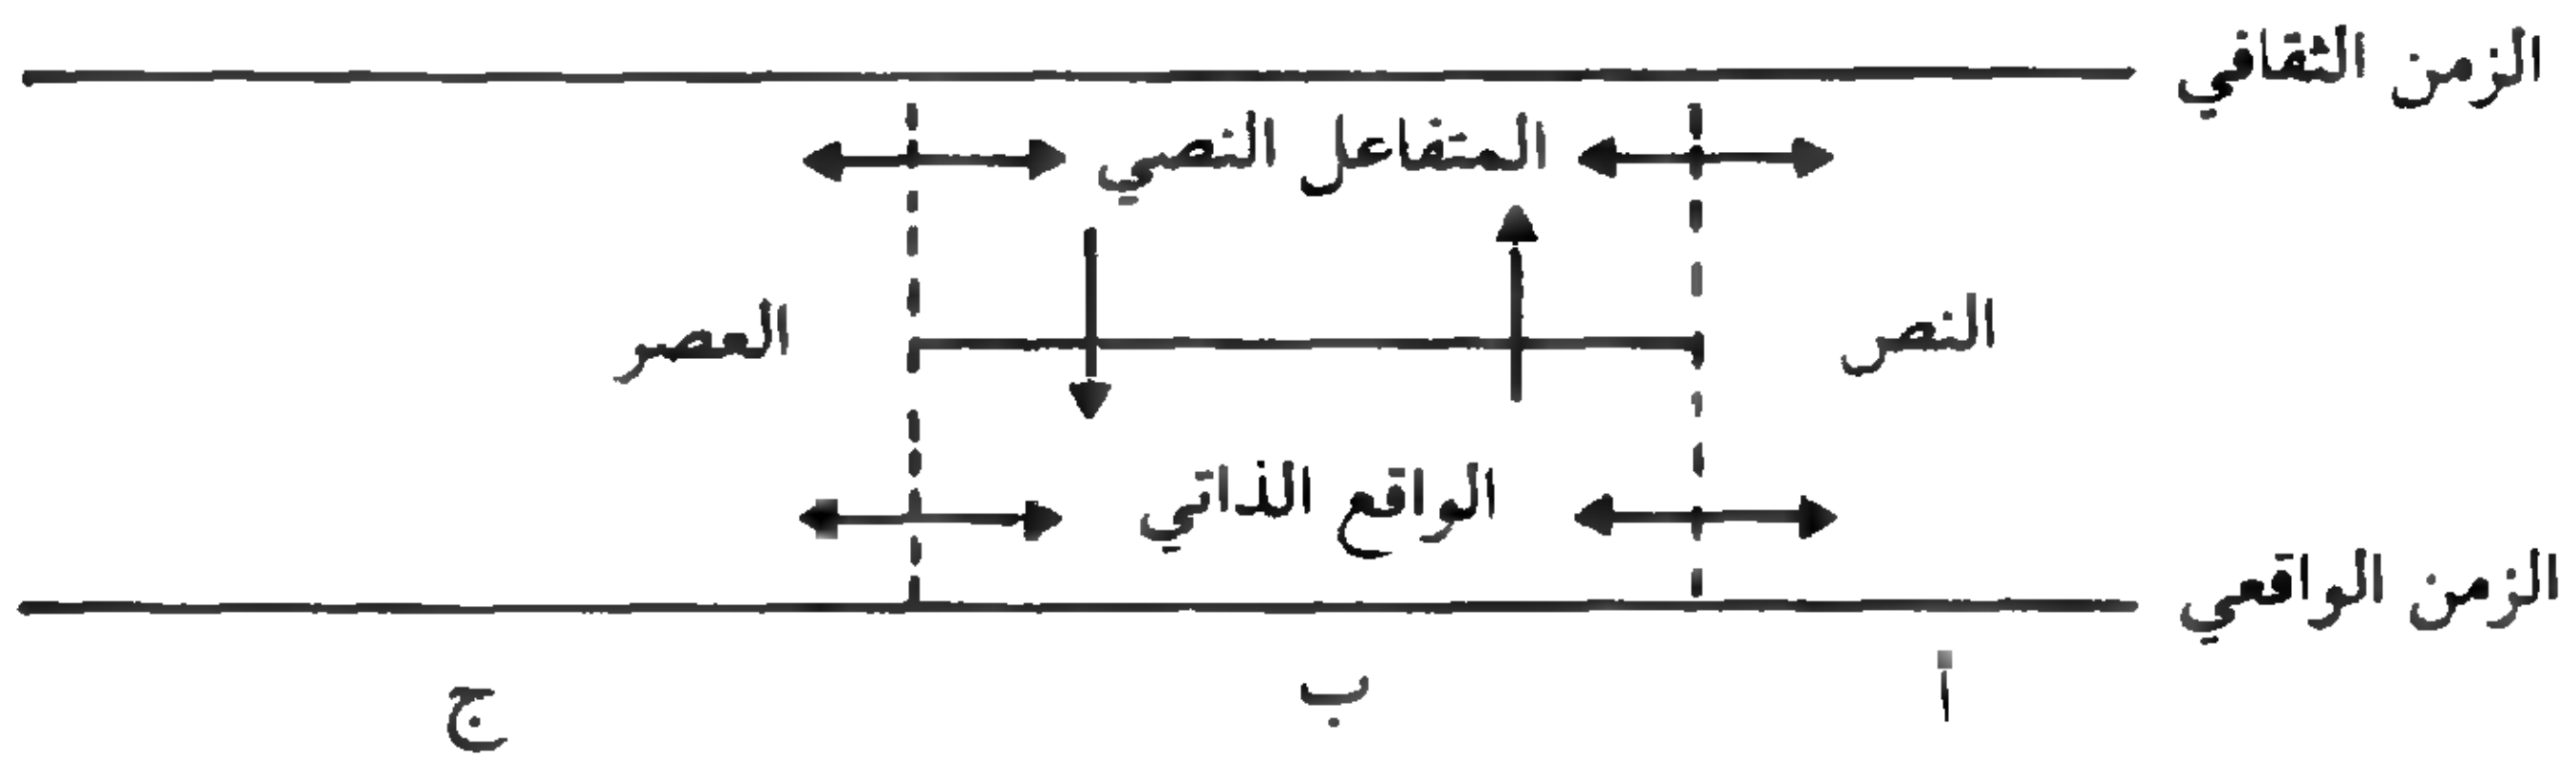 الزمن الثقافي
المتفاعل النصي
النص
العصر
الواقع الذاتي
الزمن الواقعي
أ
ب
ج